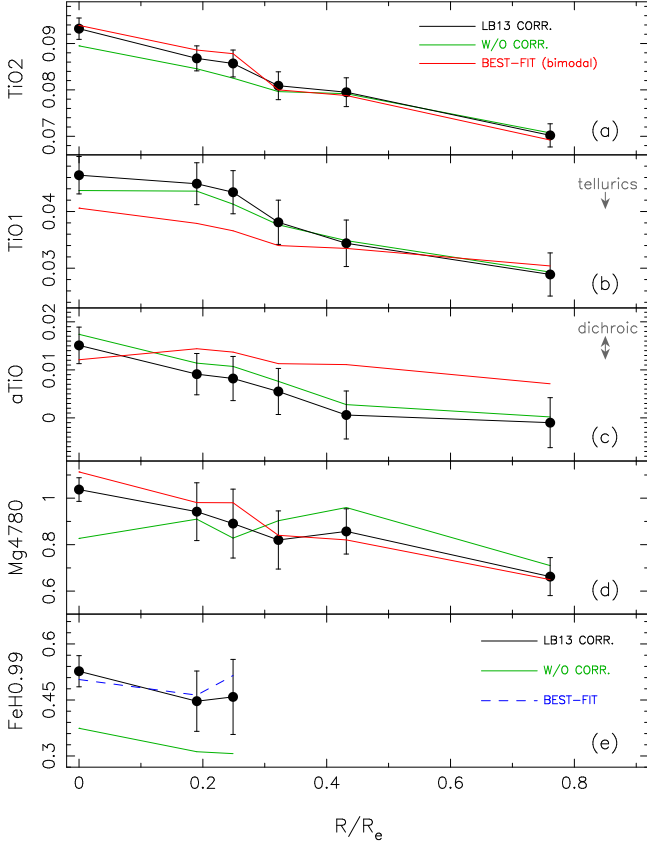 TiO2
0.09
0.08
0.07
LB13 CORR.
W/O CORR.
BEST-FIT (bimodal)
(a)
TiO1
0.04
0.03
tellurics
(b)
aTiO
0.02
0.01
0
dichroic
(c)
Mg4780
1
0.8
0.6
(d)
FeH0.99
0.6
0.45
0.3
LB13 CORR.
W/O CORR.
BEST-FIT
(e)
0 0.2 0.4 0.6 0.8
R/Re